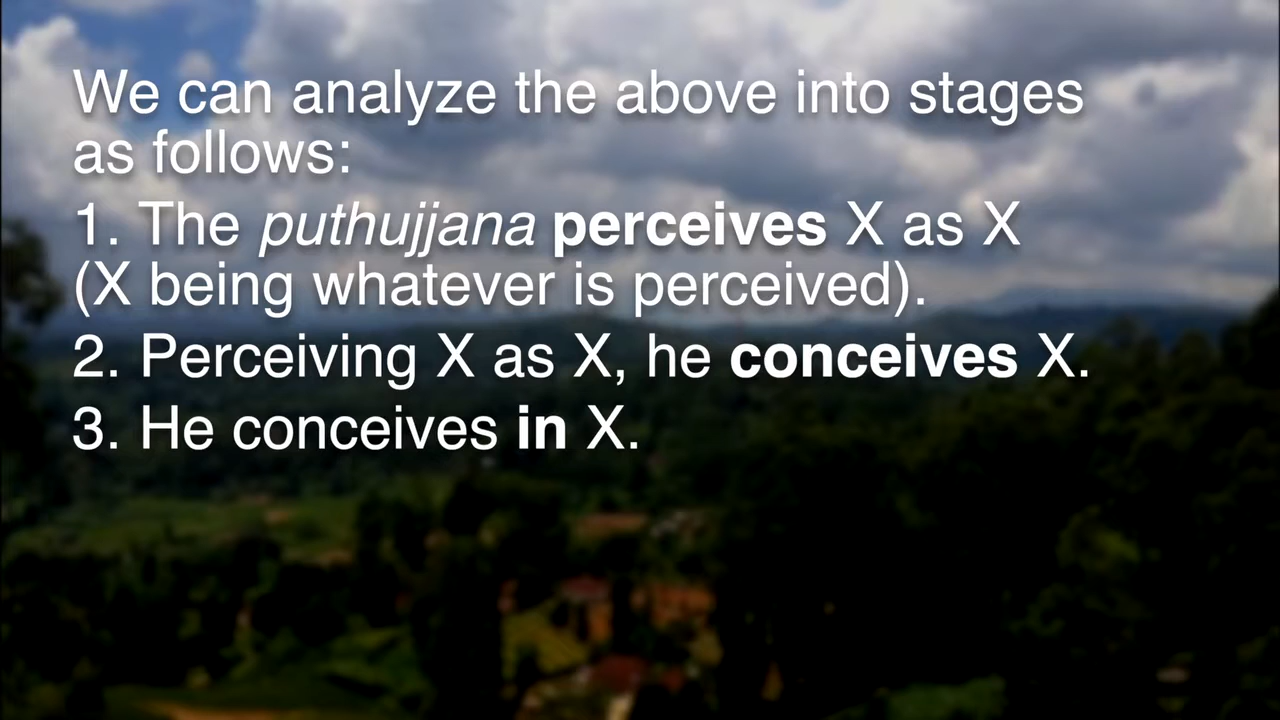 We can analyze the above into stages
as follows:
1. The puthujjana perceives X as X
(X being whatever is perceived).
2. Perceiving X as X, he conceives X.
3. He conceives in X.